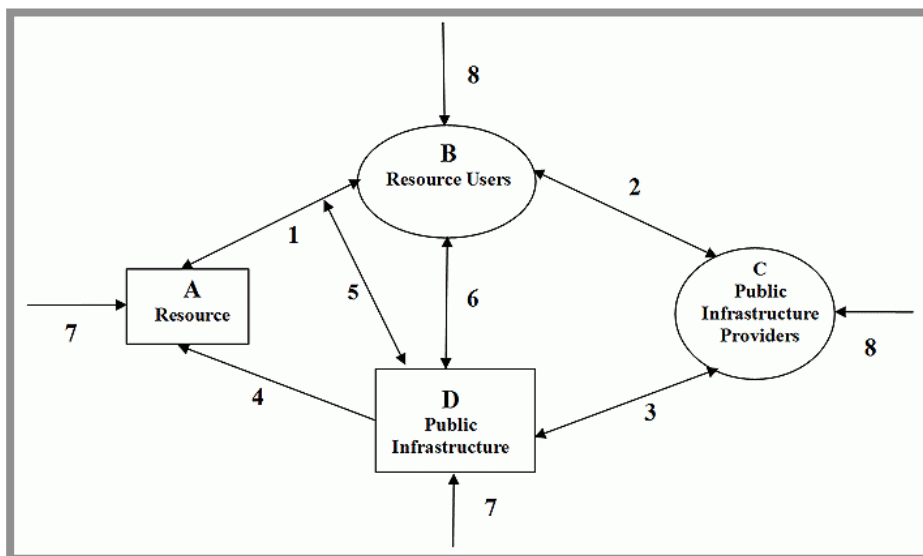 8
B
Resource Users
2
1
A
Resource
5
6
C
Public
Infrastructure
Providers
7
8
4
D
Public
Infrastructure
3
7